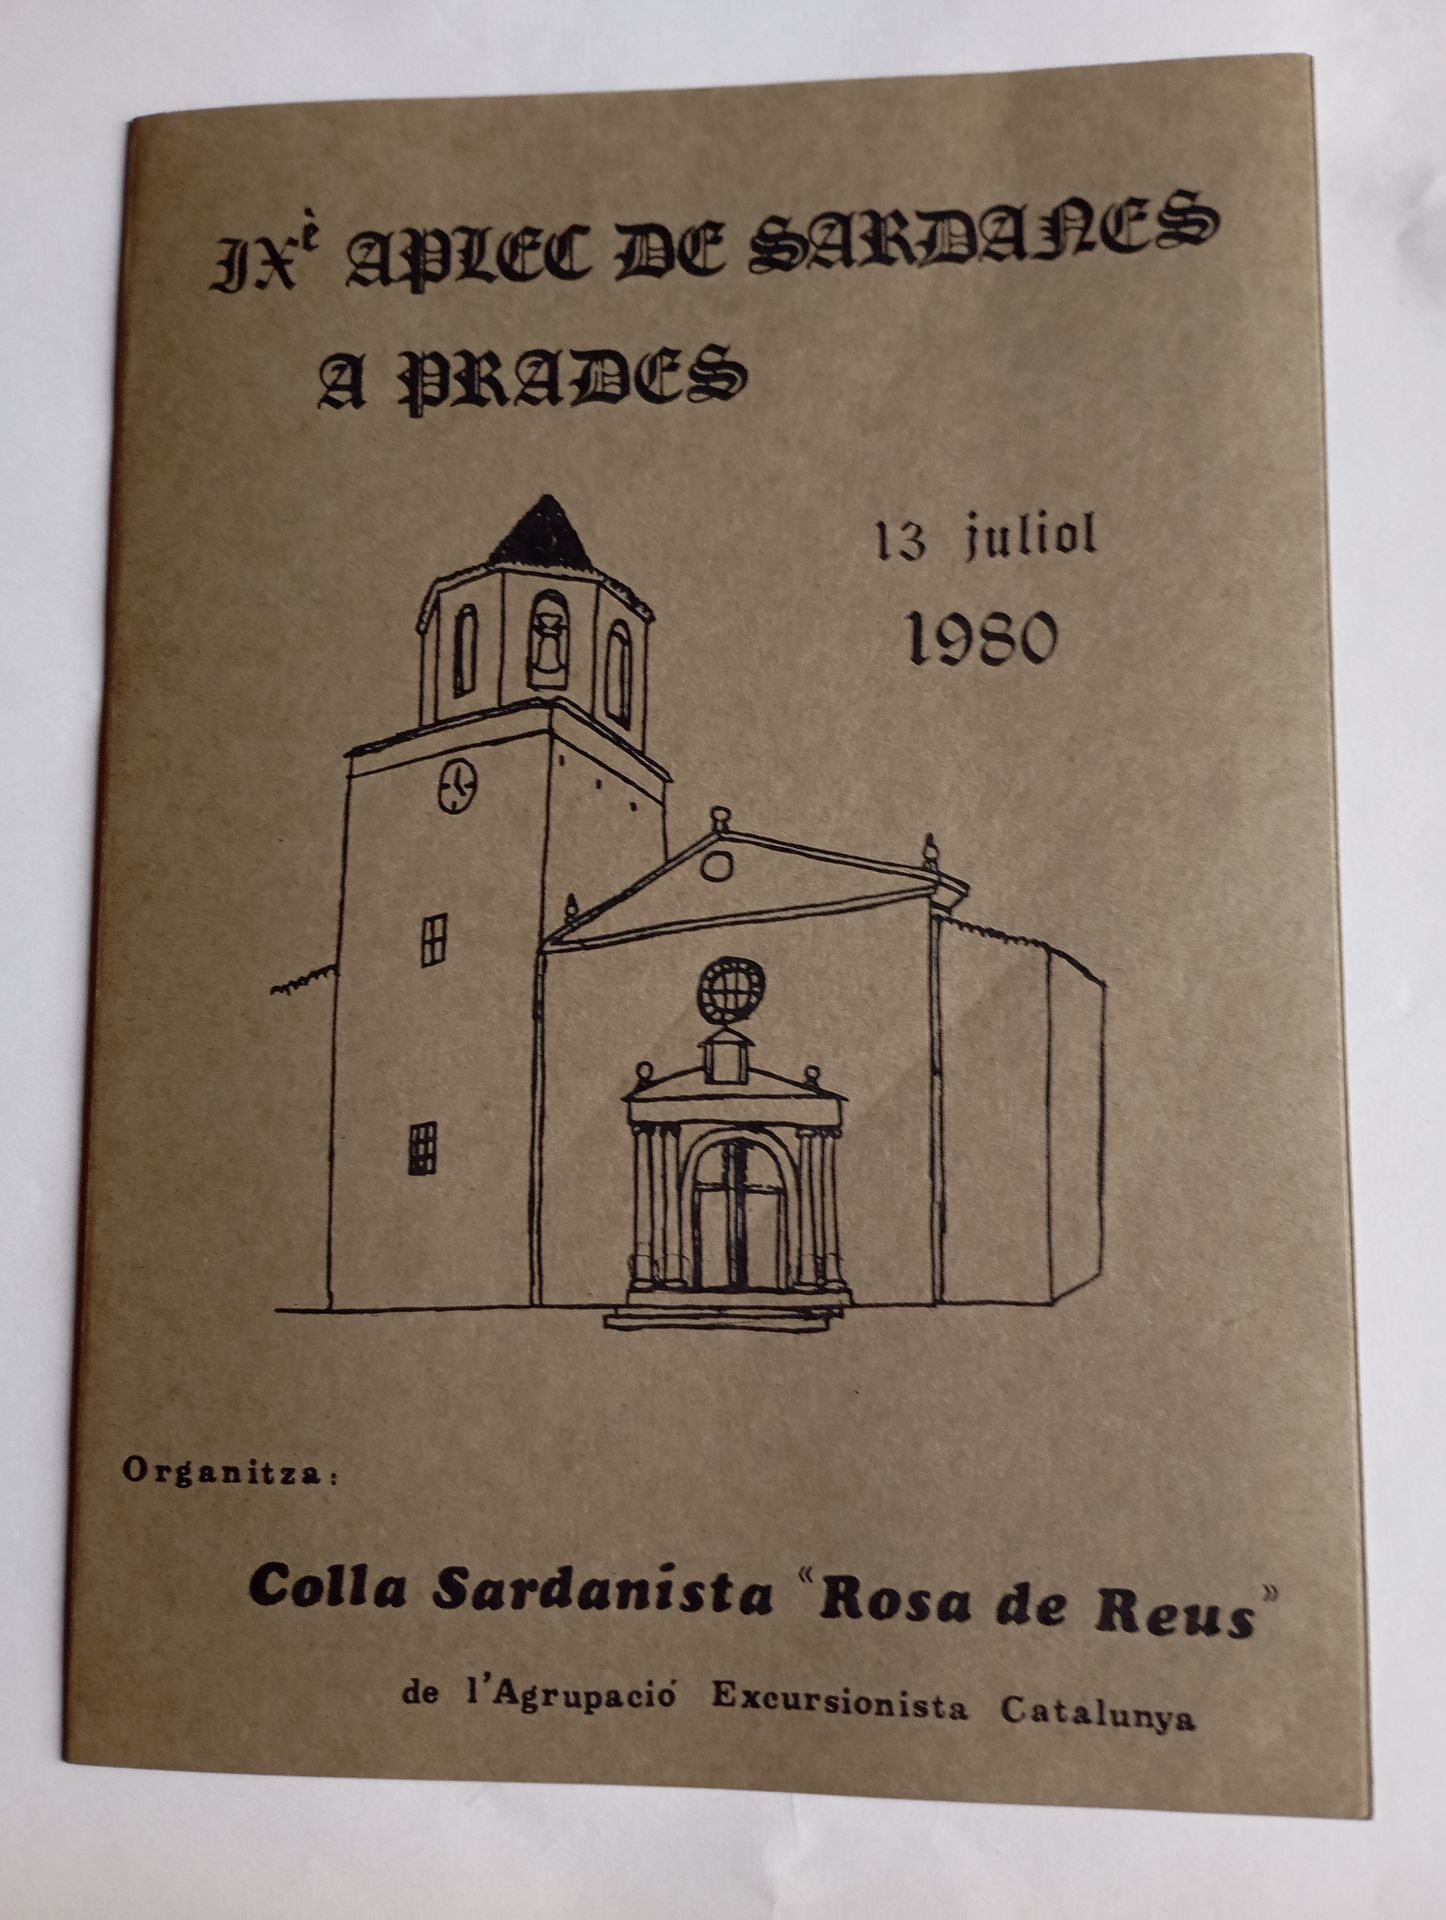 IXè APLEC DE SARDANES
A PRADES
13 juliol
1980
Organitza:
Colla Sardanista “Rosa de Reus”
de l'Agrupació Excursionista Catalunya